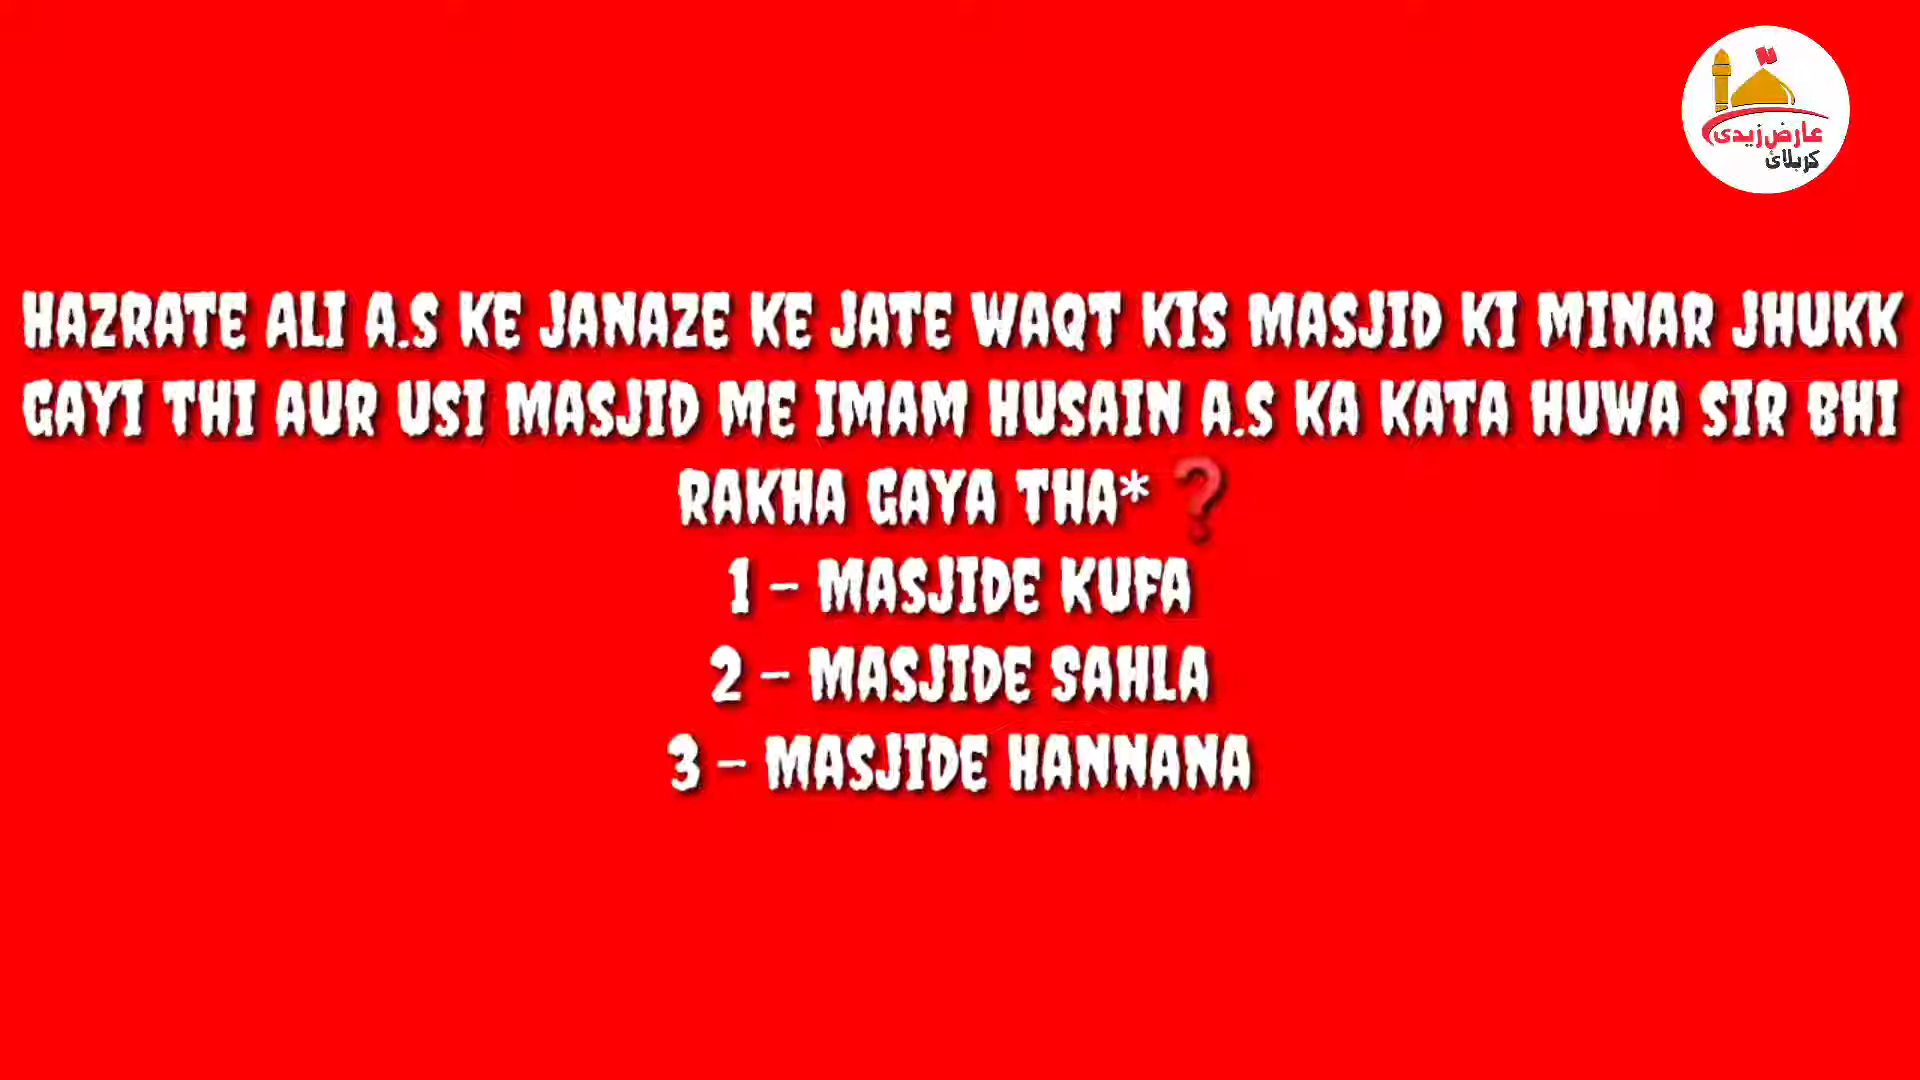 عارض زیدی
کربلائ
HAZRATE ALI A.S KE JANAZE KE JATE WAQT KIS MASJID KI MINAR JHUKK
GAYI THI AUR USI MASJID ME IMAM HUSAIN A.S KA KATA HUWA SIR BHI
RAKHA GAYA THA* ❓
1 - MASJIDE KUFA
2 - MASJIDE SAHLA
3 - MASJIDE HANNANA